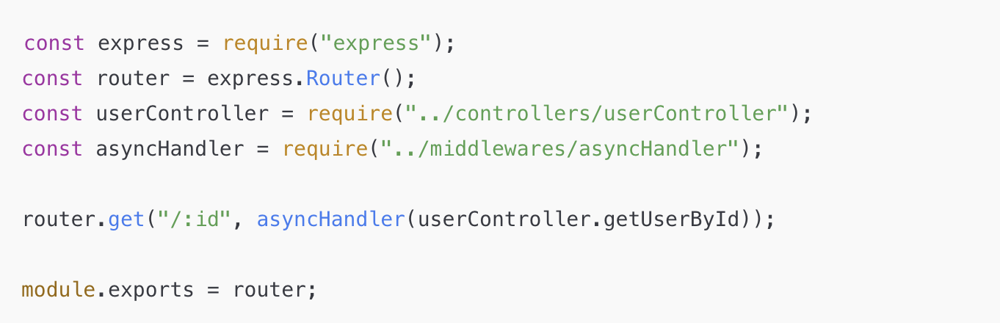 const express = require("express");
const router = express.Router();
const userController = require("../controllers/userController");
const asyncHandler = require("../middlewares/asyncHandler");
router.get("/:id", asyncHandler(userController.getUserById));
module.exports = router;